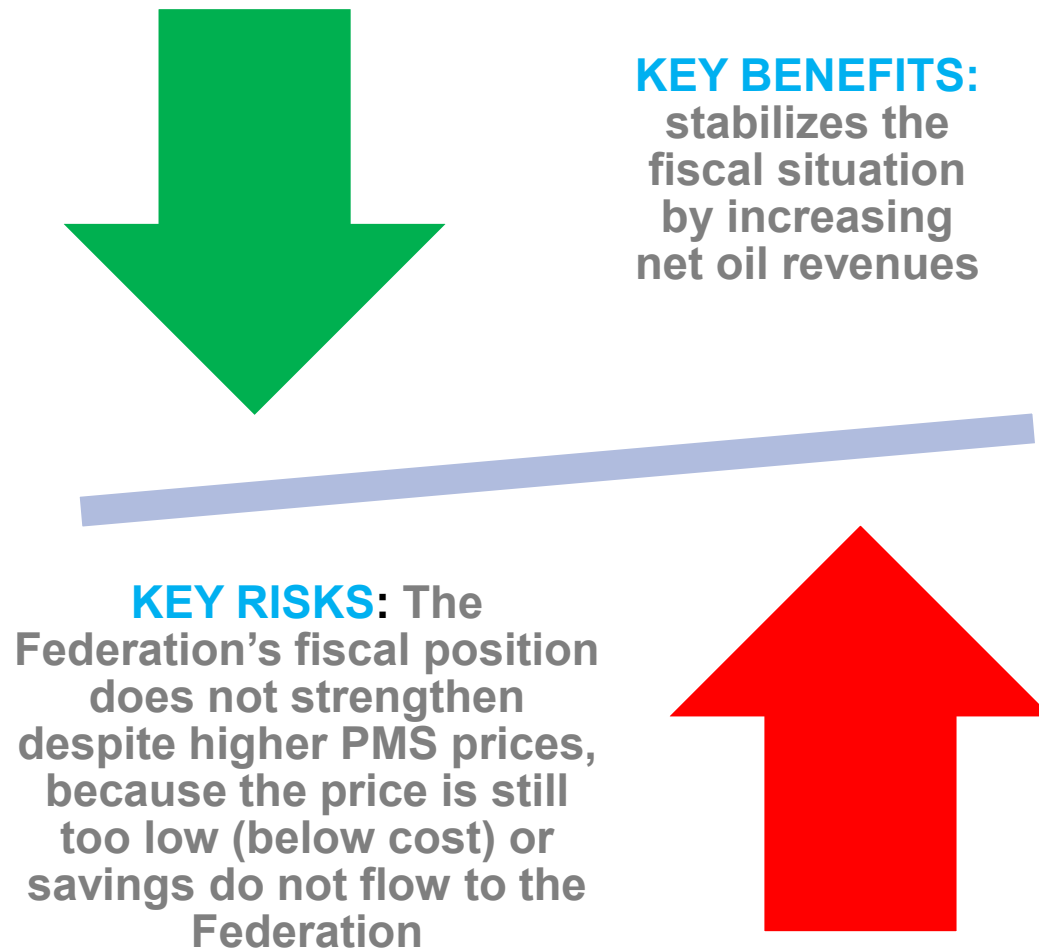 KEY BENEFITS:
stabilizes the
fiscal situation
by increasing
net oil revenues
KEY RISKS: The
Federation’s fiscal position
does not strengthen
despite higher PMS prices,
because the price is still
too low (below cost) or
savings do not flow to the
Federation